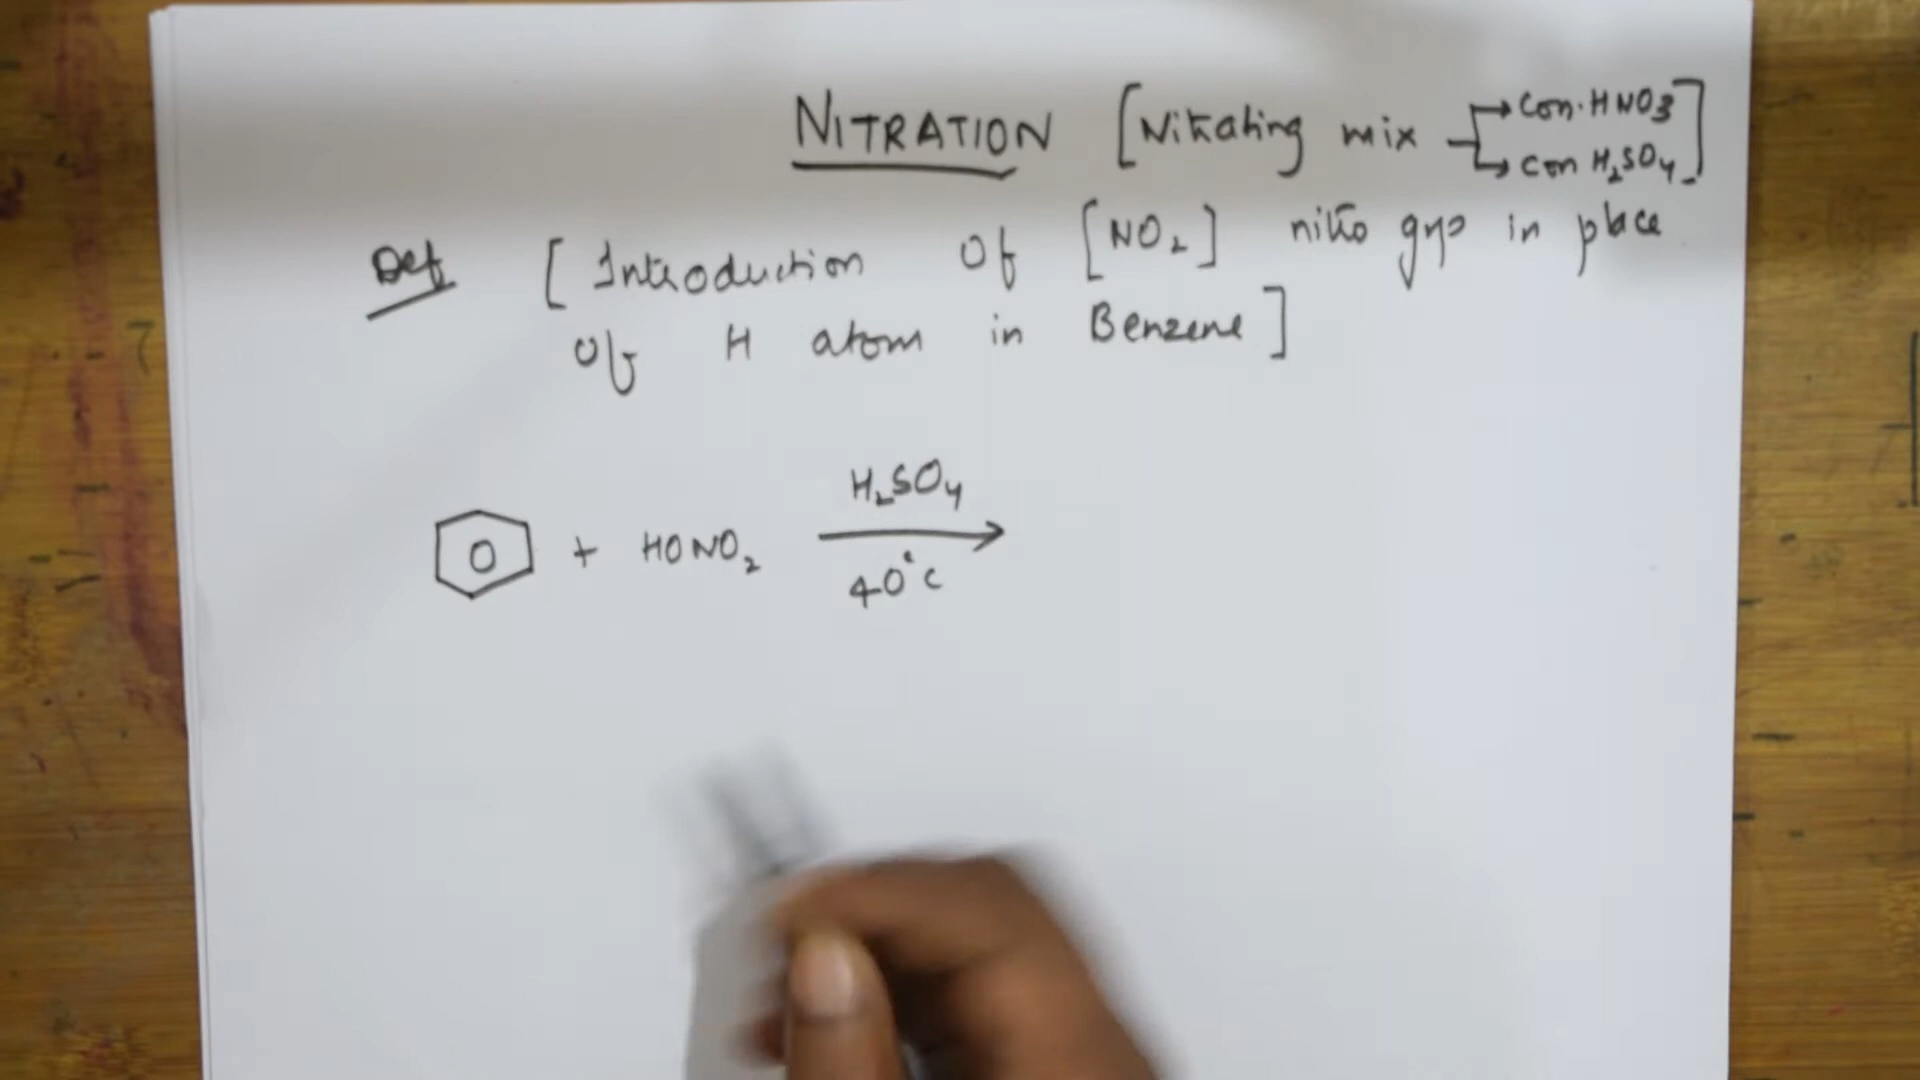 NITRATION [Nitrating mix → Con. HNO3
→ Con H₂SO₄]
Def [Introduction of [NO₂] nitro grp in place
of H atom in Benzene]
H₂SO₄
+ HONO₂ →
40°C